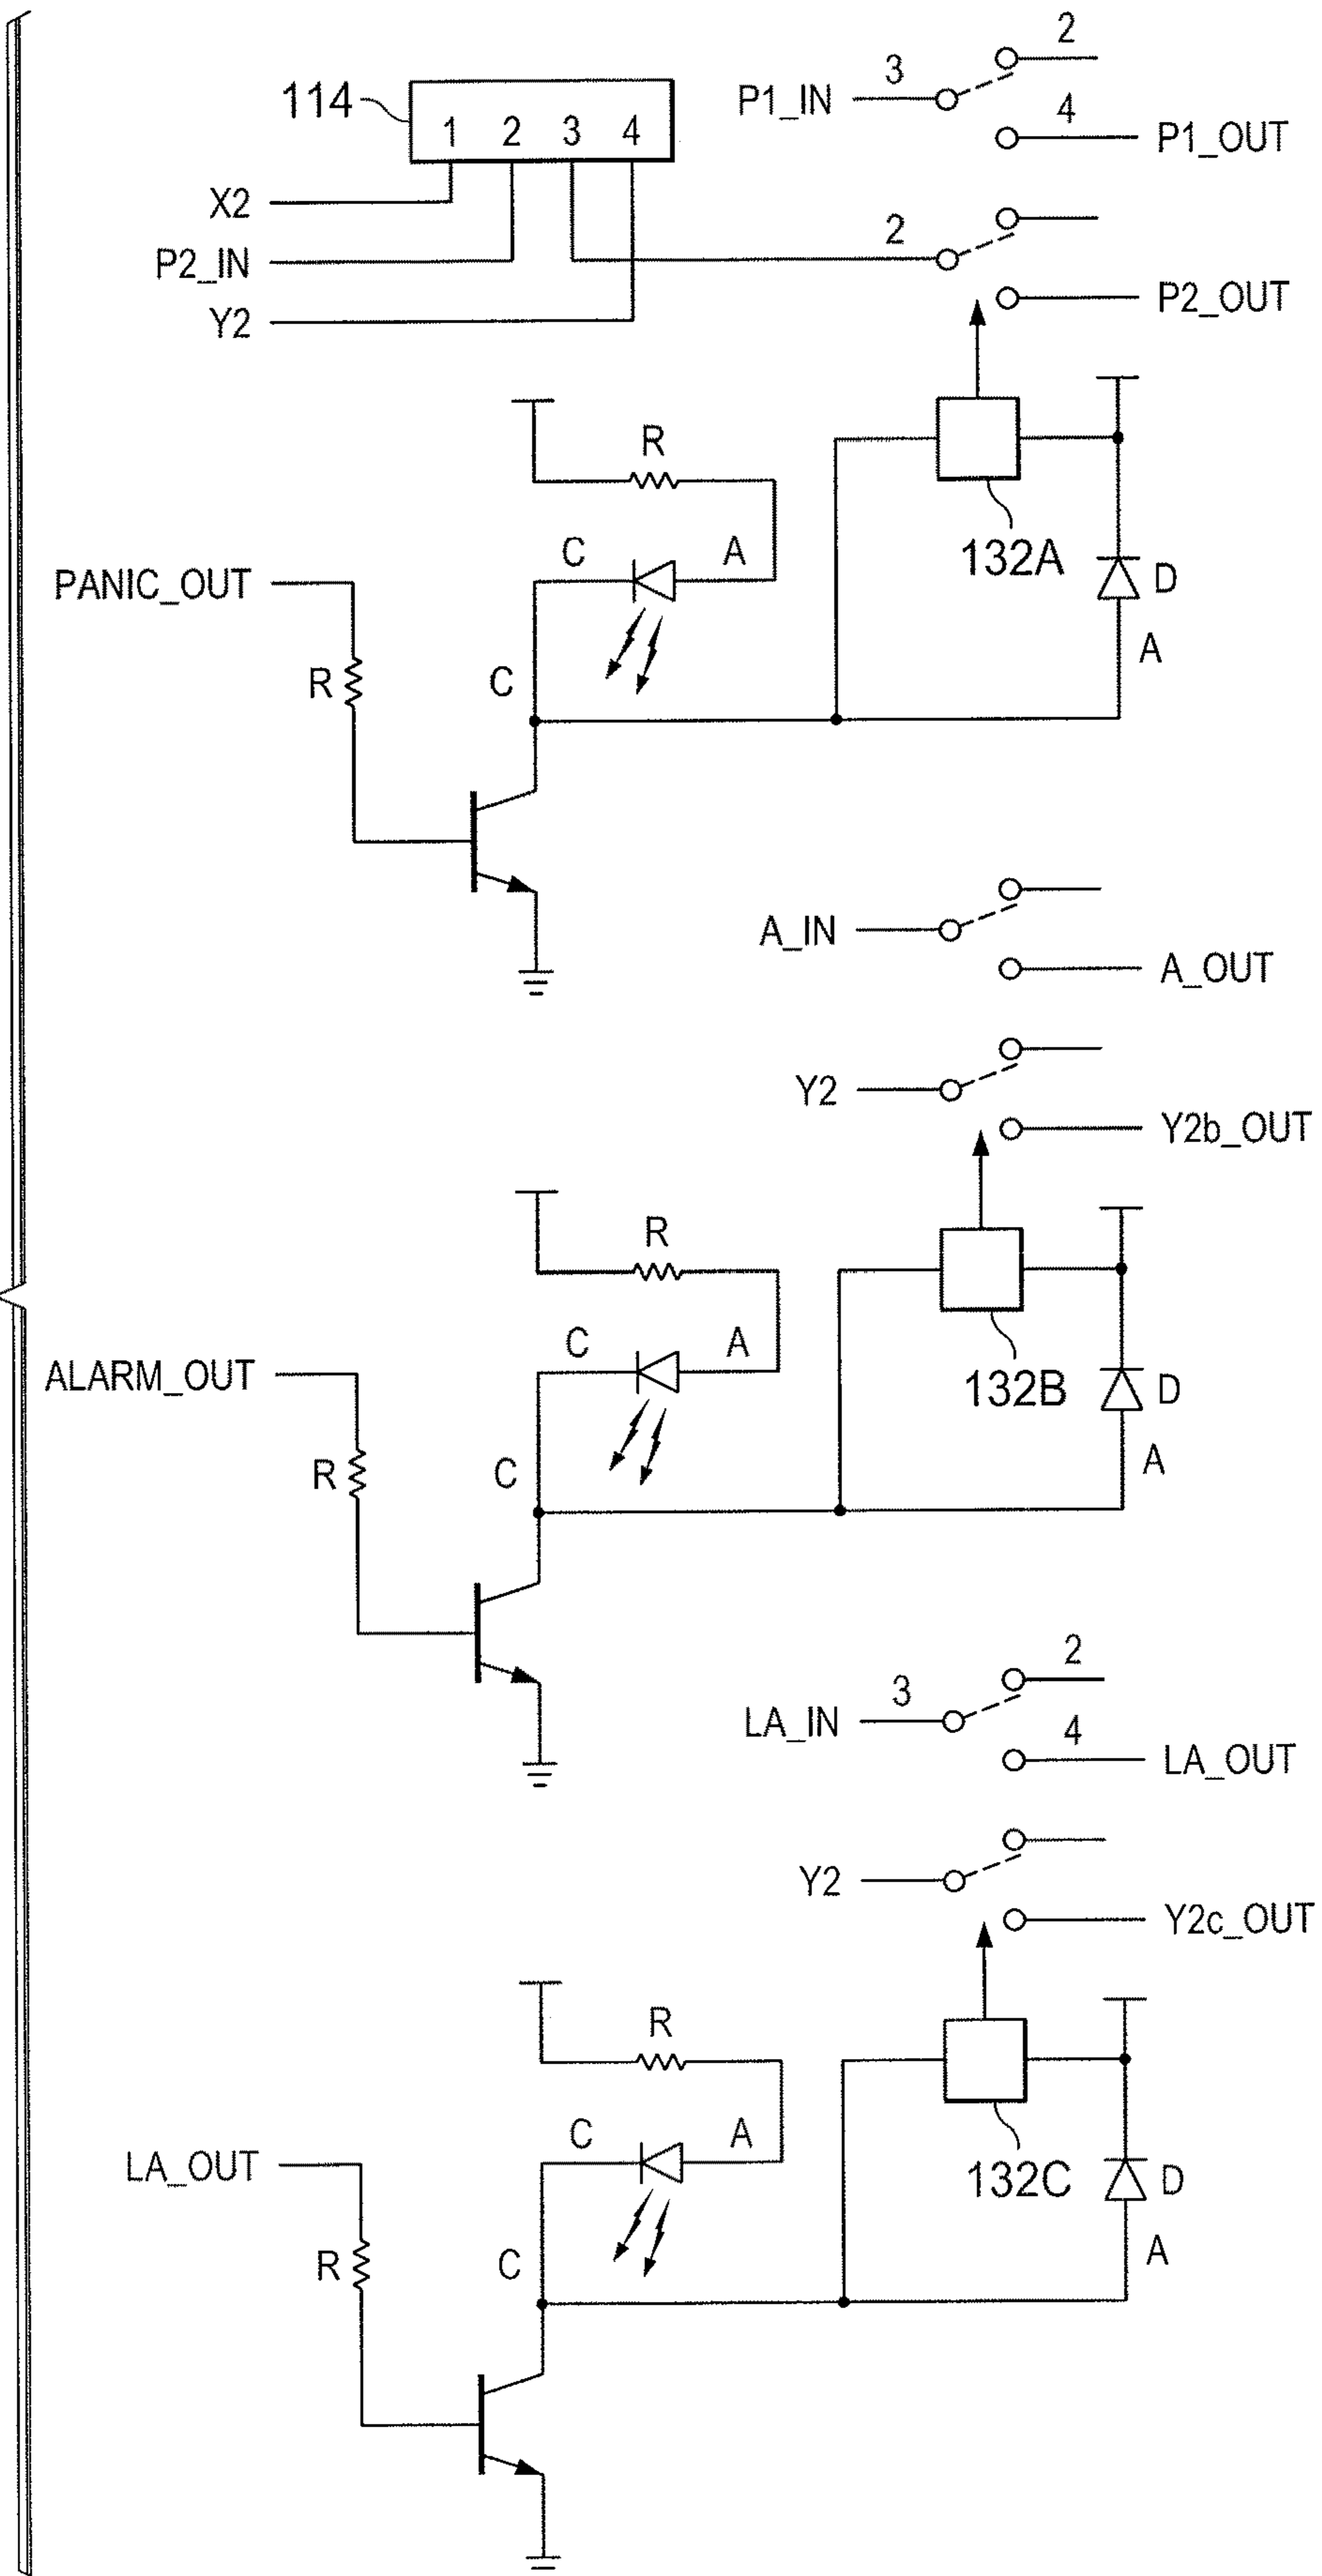 2
3
P1_IN
114
1 2 3 4
4
P1_OUT
X2
P2_IN
2
Y2
P2_OUT
R
132A
C A
D
PANIC_OUT
A
R
C
A_IN
A_OUT
Y2
Y2b_OUT
R
132B
C A
D
ALARM_OUT
A
R
C
2
3
LA_IN
4
LA_OUT
Y2
Y2c_OUT
R
132C
C A
D
LA_OUT
A
R
C